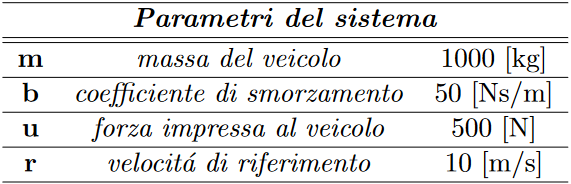 Parametri del sistema
m massa del veicolo 1000 [kg]
b coefficiente di smorzamento 50 [Ns/m]
u forza impressa al veicolo 500 [N]
r velocitá di riferimento 10 [m/s]